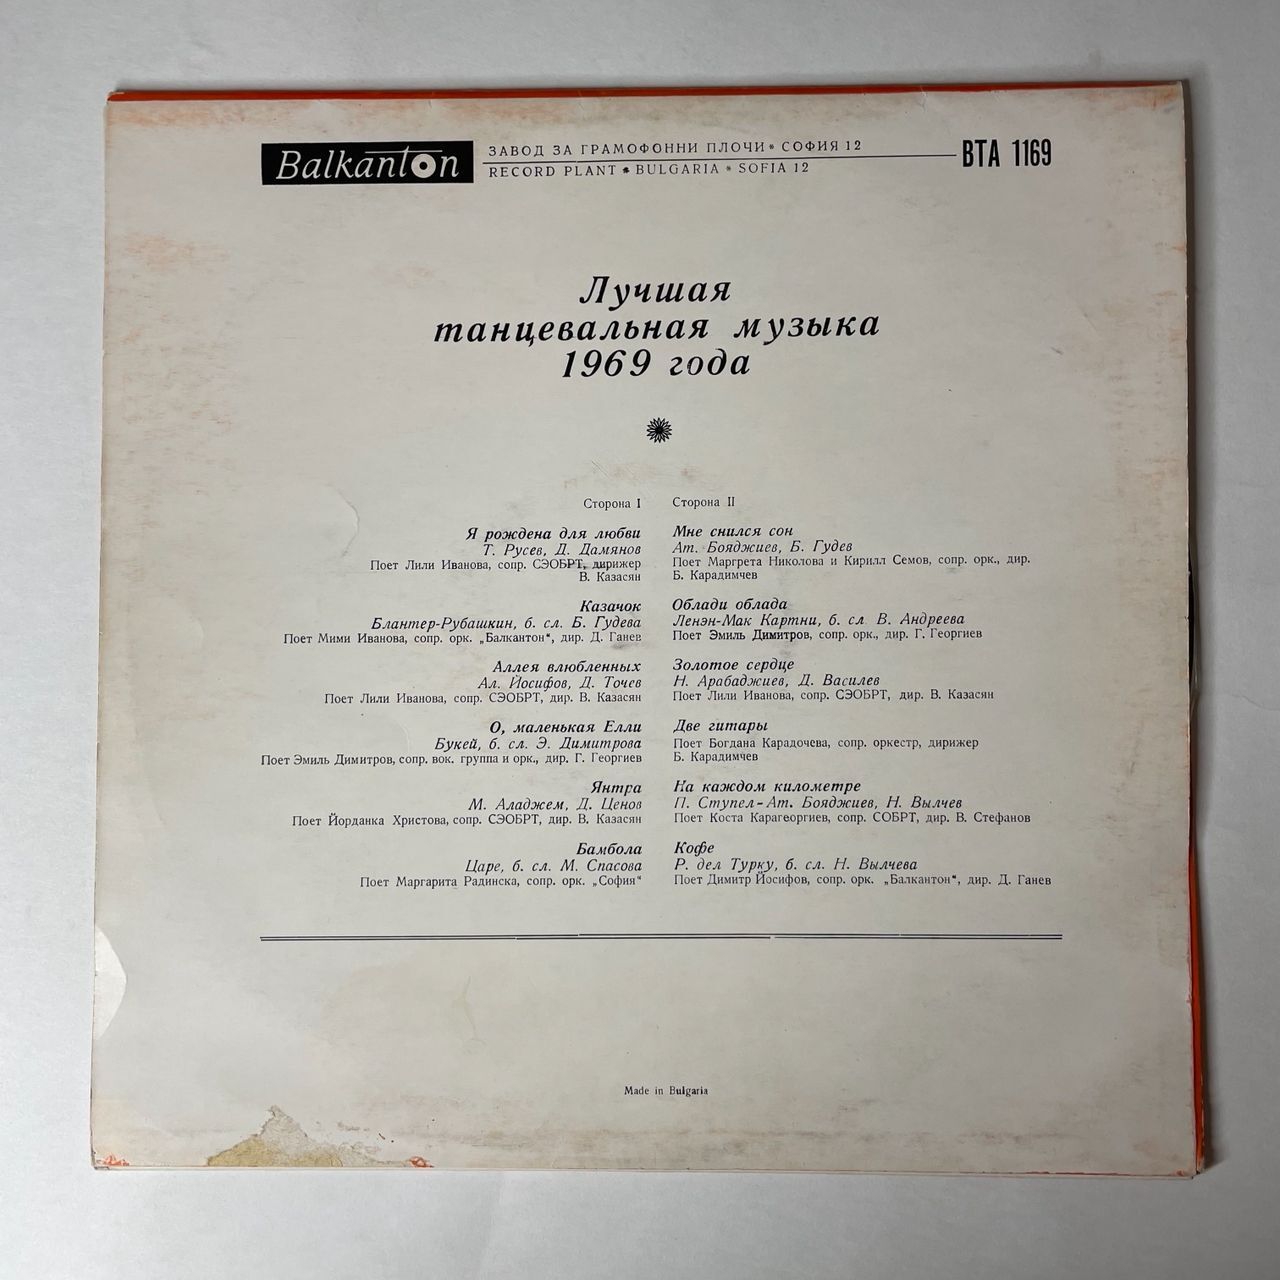 Balkanton
ЗАВОД ЗА ГРАМОФОННИ ПЛОЧИ * СОФИЯ 12
RECORD PLANT * BULGARIA * SOFIA 12
ВТА 1169
Лучшая
танцевальная музыка
1969 года
Сторона I
Я рождена для любви
Т. Русев, Д. Дамянов
Поет Лили Иванова, сопр. СЭОБРТ, дирижер
В. Казасян
Казачок
Блантер-Рубашкин, б. сл. Б. Гудева
Поет Мими Иванова, сопр. орк. „Балкантон“, дир. Д. Ганев
Аллея влюбленных
Ал. Йосифов, Д. Точев
Поет Лили Иванова, сопр. СЭОБРТ, дир. В. Казасян
О, маленькая Елли
Букей, б. сл. Э. Димитрова
Поет Эмиль Димитров, сопр. вок. группа и орк., дир. Г. Георгиев
Янтра
М. Аладжем, Д. Ценов
Поет Йорданка Христова, сопр. СЭОБРТ, дир. В. Казасян
Бамбола
Царе, б. сл. М. Спасова
Поет Маргарита Радинска, сопр. орк. „София“
Сторона II
Мне снился сон
Ат. Бояджиев, Б. Гудев
Поет Маргрета Николова и Кирилл Семов, сопр. орк., дир.
Б. Карадимчев
Облади облада
Ленэн-Мак Картни, б. сл. В. Андреева
Поет Эмиль Димитров, сопр. орк., дир. Г. Георгиев
Золотое сердце
Н. Арабаджиев, Д. Василев
Поет Лили Иванова, сопр. СЭОБРТ, дир. В. Казасян
Две гитары
Поет Богдана Карадочева, сопр. оркестр, дирижер
Б. Карадимчев
На каждом километре
П. Ступел-Ат. Бояджиев, Н. Вылчев
Поет Коста Карагеоргиев, сопр. СОБРТ, дир. В. Стефанов
Кофе
Р. дел Турку, б. сл. Н. Вылчева
Поет Димитр Йосифов, сопр. орк. „Балкантон“, дир. Д. Ганев
Made in Bulgaria